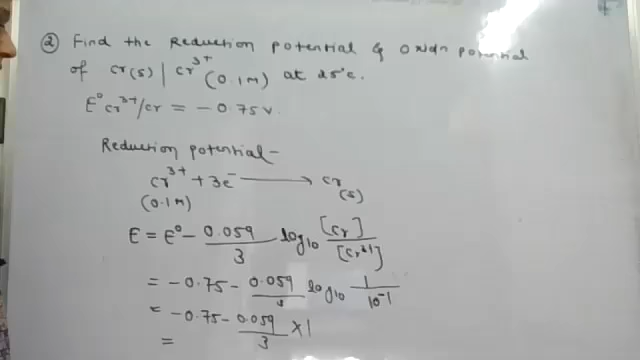 ② Find the Reduction potential & oxidn potential
of Cr(s) | Cr³⁺ (0.1M) at 25°c.
E° Cr³⁺/Cr = -0.75 V.
Reduction potential-
Cr³⁺ + 3e⁻ → Cr (s)
(0.1M)
E = E° - 0.059/3 log₁₀ [Cr]/[Cr³⁺]
= -0.75 - 0.059/3 log₁₀ 1/10⁻¹
= -0.75 - 0.059/3 × 1
=